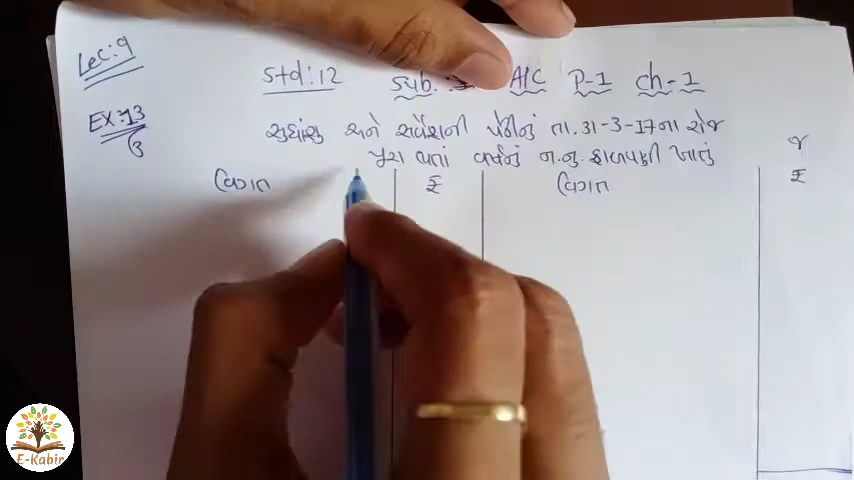 Lec:9
Std:12 Sub. A/C P-1 ch-1
Ex:13
સુધાંશુ અને સર્વેશની પેઢીનું તા. 31-3-17ના રોજ
પૂરા થતાં વર્ષનું ન.નુ. ફાળવણી ખાતું
જ
વિગત ₹ વિગત ₹
E-Kabir